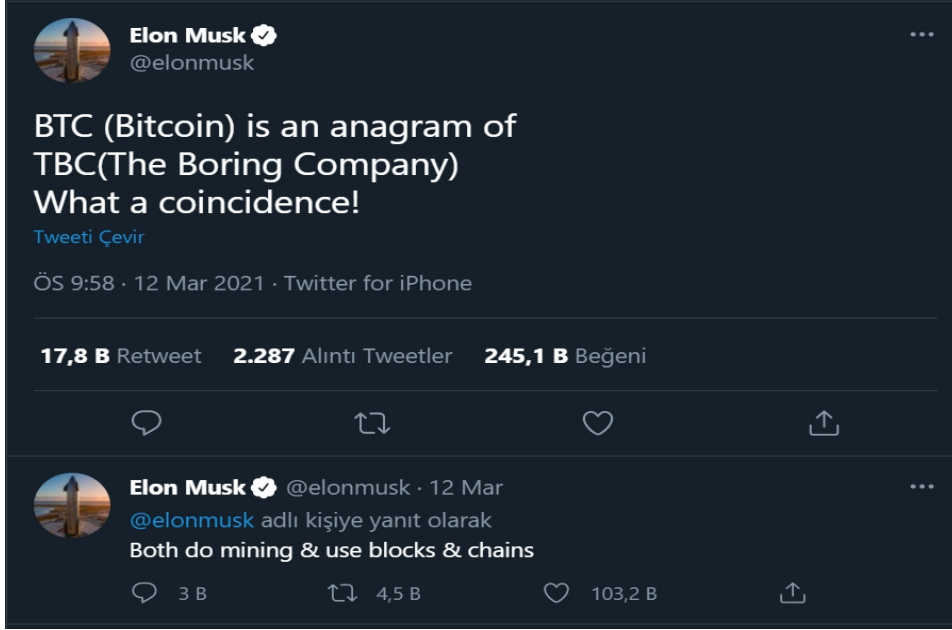 Elon Musk
@elonmusk
BTC (Bitcoin) is an anagram of
TBC(The Boring Company)
What a coincidence!
Tweeti Çevir
ÖS 9:58 · 12 Mar 2021 · Twitter for iPhone
17,8 B Retweet 2.287 Alıntı Tweetler 245,1 B Beğeni
Elon Musk @elonmusk · 12 Mar
@elonmusk adlı kişiye yanıt olarak
Both do mining & use blocks & chains
3 B 4,5 B 103,2 B